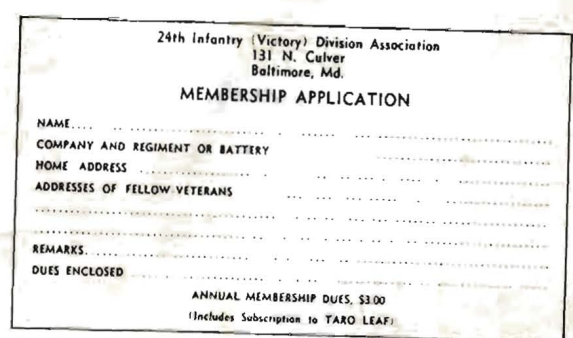 24th Infantry (Victory) Division Association
131 N. Culver
Baltimore, Md.
MEMBERSHIP APPLICATION
NAME
COMPANY AND REGIMENT OR BATTERY
HOME ADDRESS
ADDRESSES OF FELLOW VETERANS
REMARKS
DUES ENCLOSED
ANNUAL MEMBERSHIP DUES, $3.00
(Includes Subscription to TARO LEAF)